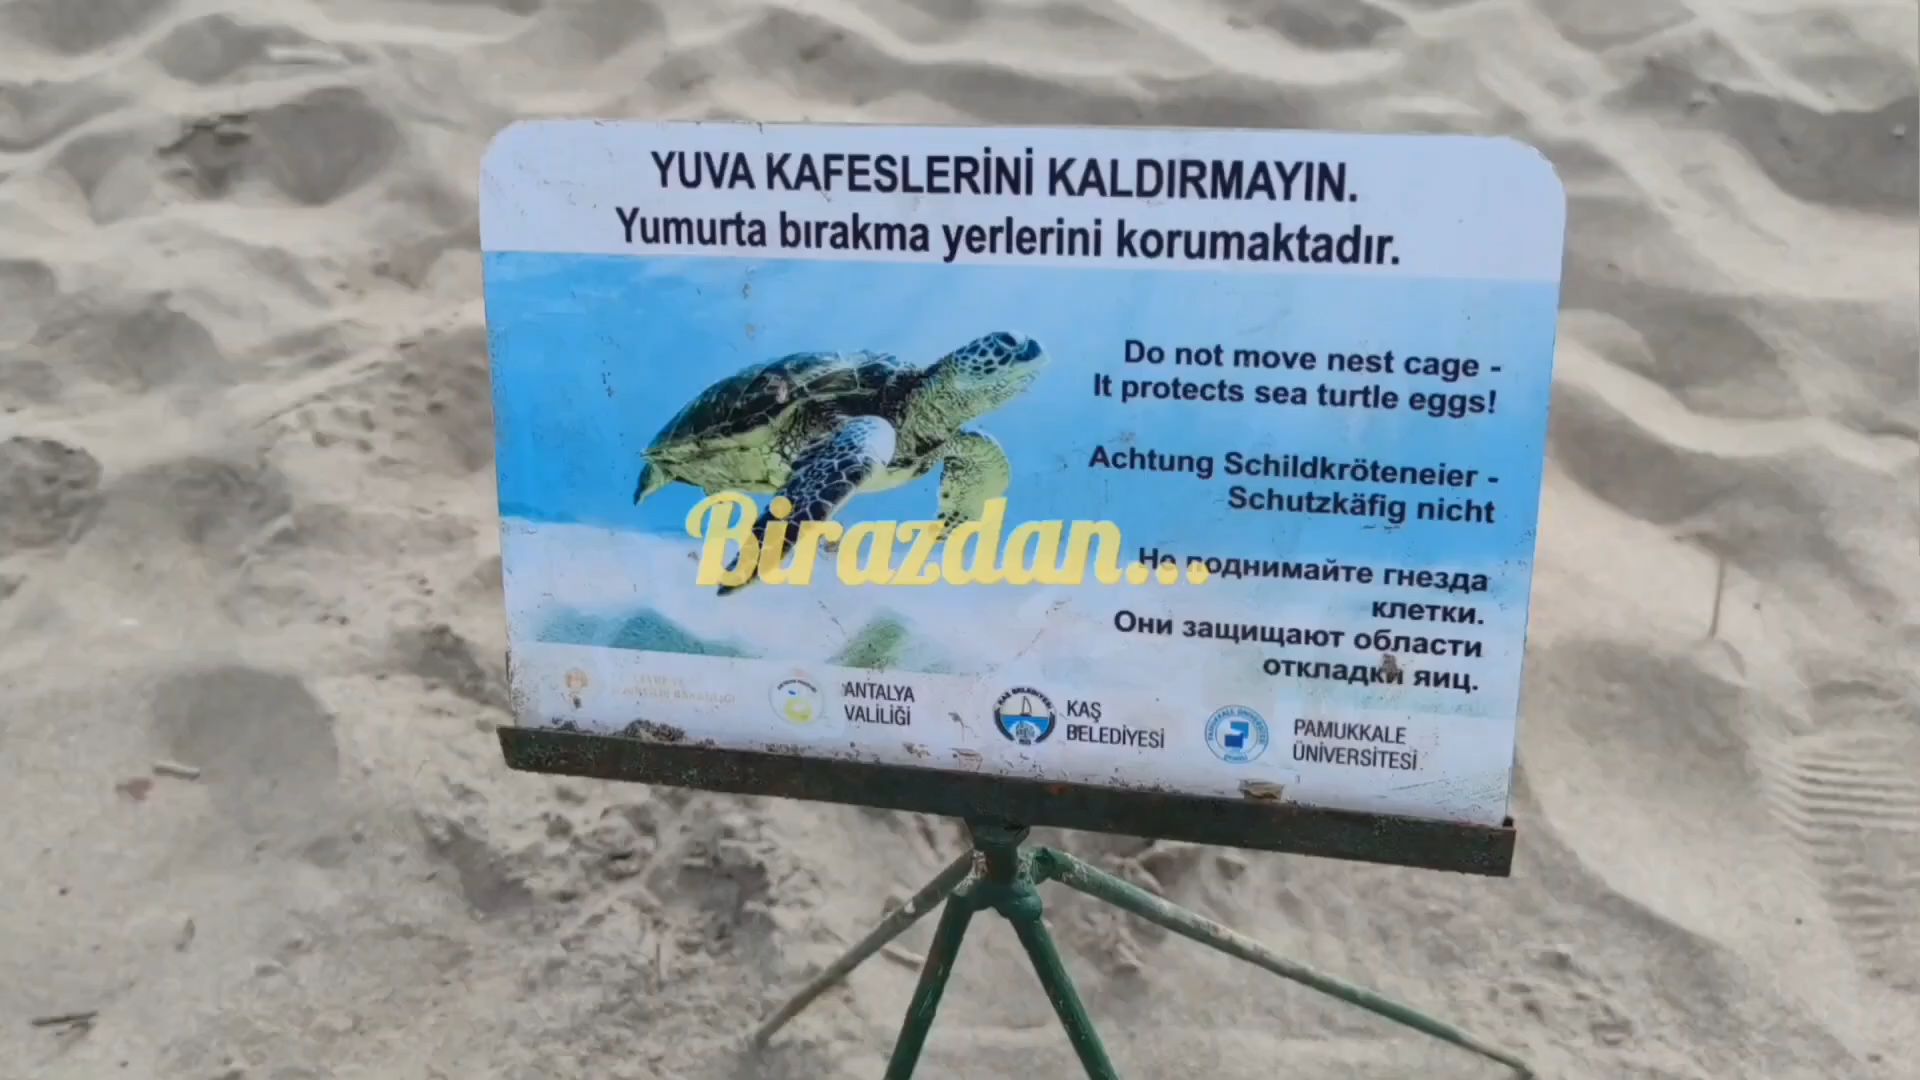 YUVA KAFESLERİNİ KALDIRMAYIN.
Yumurta bırakma yerlerini korumaktadır.
Do not move nest cage -
It protects sea turtle eggs!
Achtung Schildkröteneier -
Schutzkäfig nicht
Birazdan...
Не поднимайте гнезда
клетки.
Они защищают области
откладки яиц.
ANTALYA
VALİLİĞİ
KAŞ
BELEDİYESİ
PAMUKKALE
ÜNİVERSİTESİ